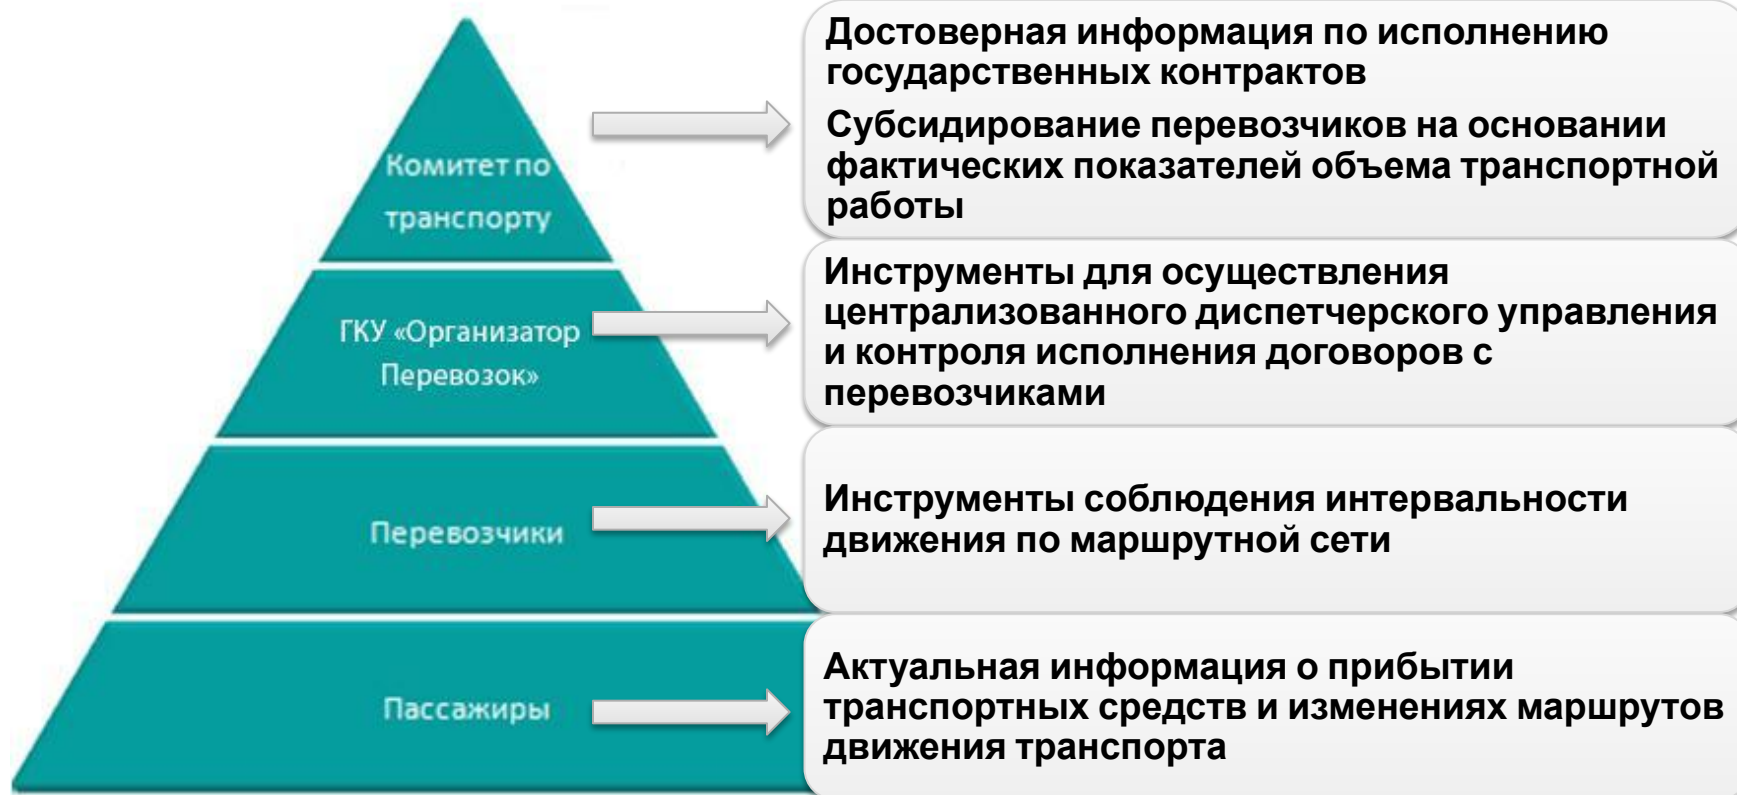 Комитет по
транспорту
Достоверная информация по исполнению
государственных контрактов
Субсидирование перевозчиков на основании
фактических показателей объема транспортной
работы
ГКУ «Организатор
Перевозок»
Инструменты для осуществления
централизованного диспетчерского управления
и контроля исполнения договоров с
перевозчиками
Перевозчики
Инструменты соблюдения интервальности
движения по маршрутной сети
Пассажиры
Актуальная информация о прибытии
транспортных средств и изменениях маршрутов
движения транспорта